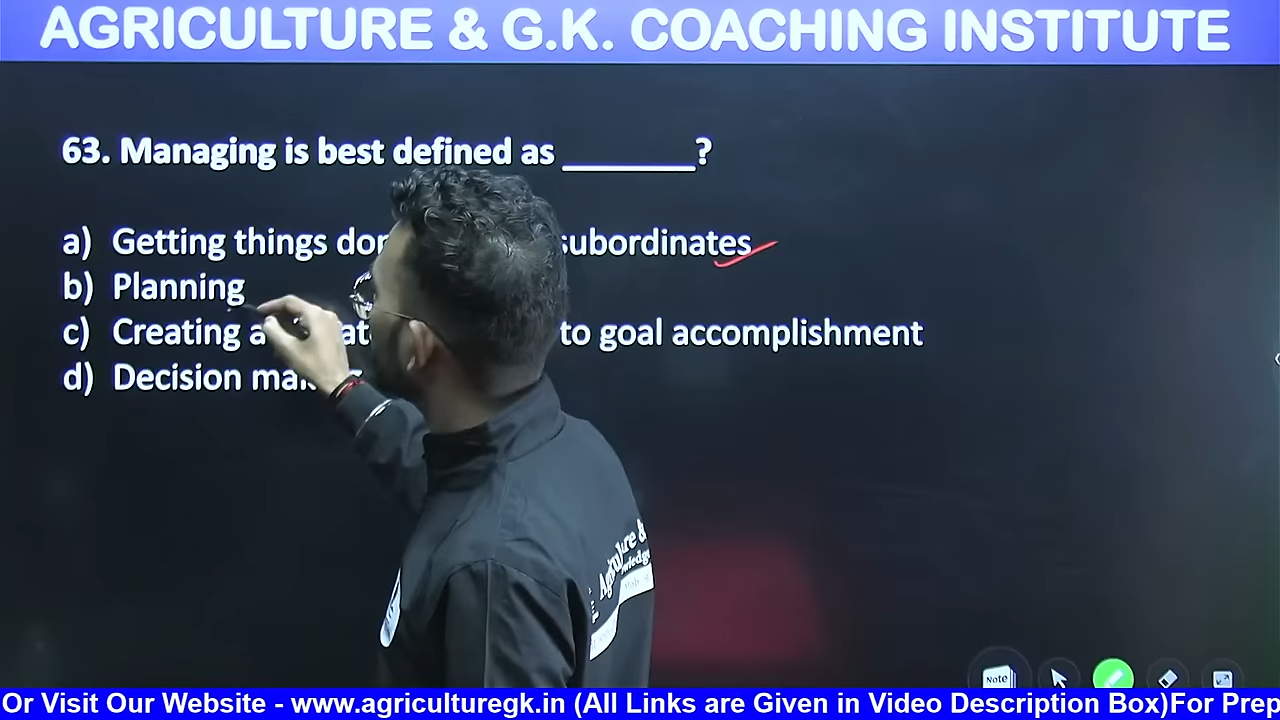 AGRICULTURE & G.K. COACHING INSTITUTE
63. Managing is best defined as ________?
a) Getting things subordinates
b) Planning
c) Creating to goal accomplishment
d) Decision
Agriculture &
Note
Or Visit Our Website - www.agriculturegk.in (All Links are Given in Video Description Box)For Prep